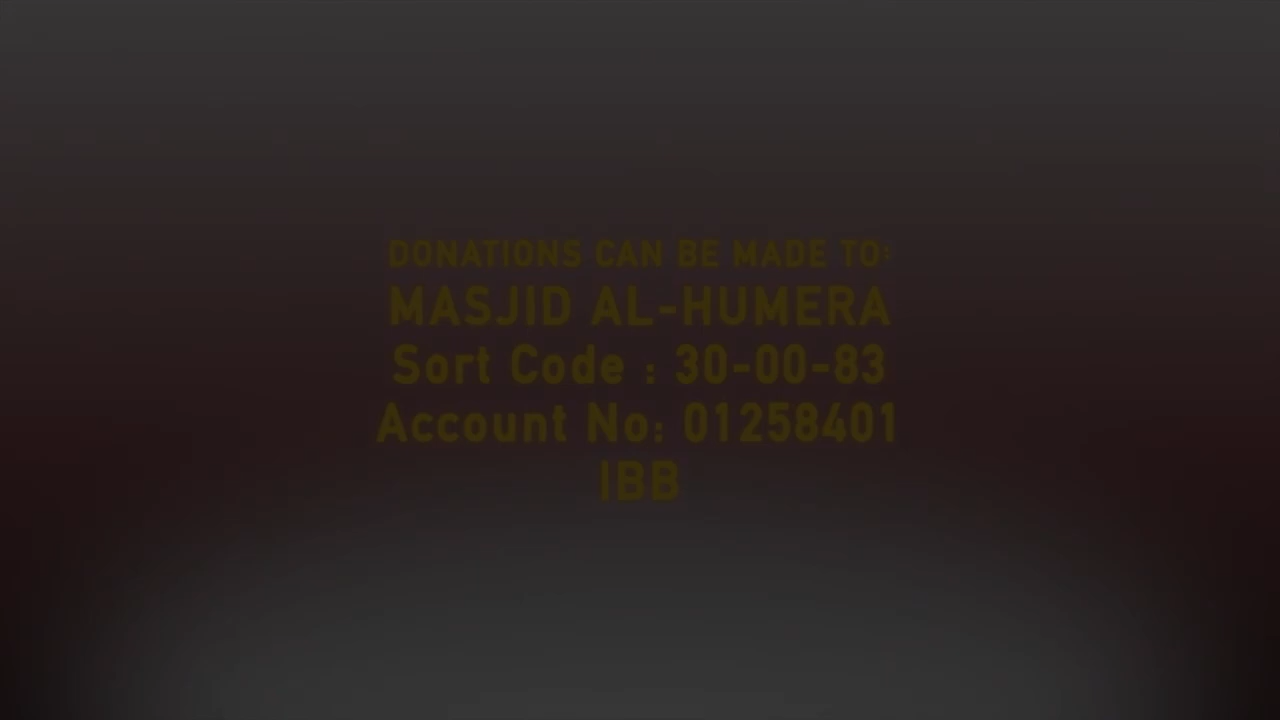 DONATIONS CAN BE MADE TO:
MASJID AL-HUMERA
Sort Code : 30-00-83
Account No: 01258401
IBB